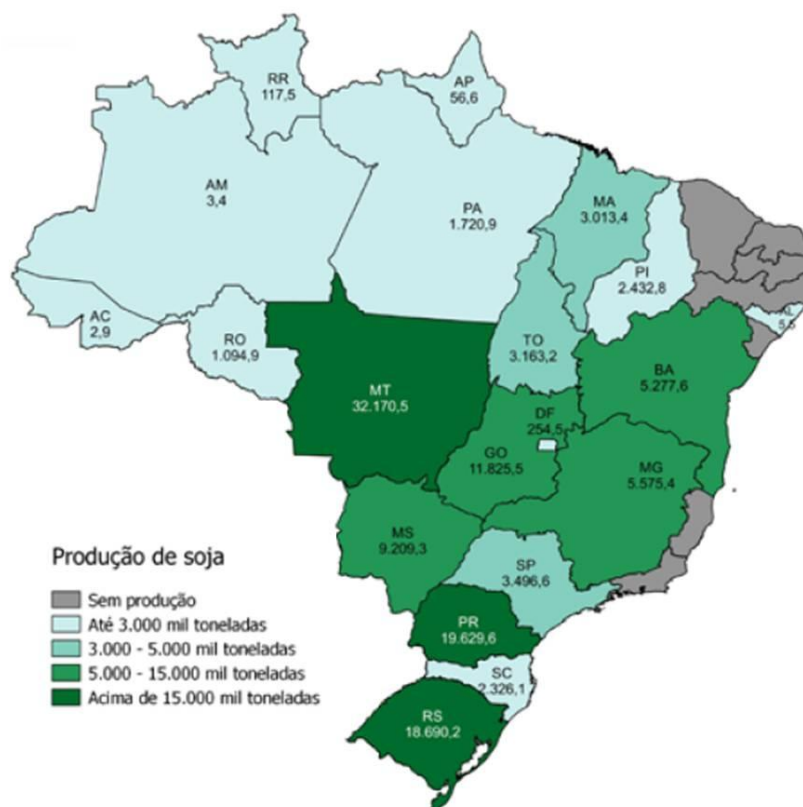 RR
117,5
AP
56,6
AM
3,4
PA
1.720,9
MA
3.013,4
PI
2.432,8
AC
2,9
RO
1.094,9
TO
3.163,2
AL
5,5
MT
32.170,5
BA
5.277,6
DF
254,5
GO
11.825,5
MG
5.575,4
MS
9.209,3
SP
3.496,6
PR
19.629,6
SC
2.326,1
RS
18.690,2
Produção de soja
Sem produção
Até 3.000 mil toneladas
3.000 - 5.000 mil toneladas
5.000 - 15.000 mil toneladas
Acima de 15.000 mil toneladas